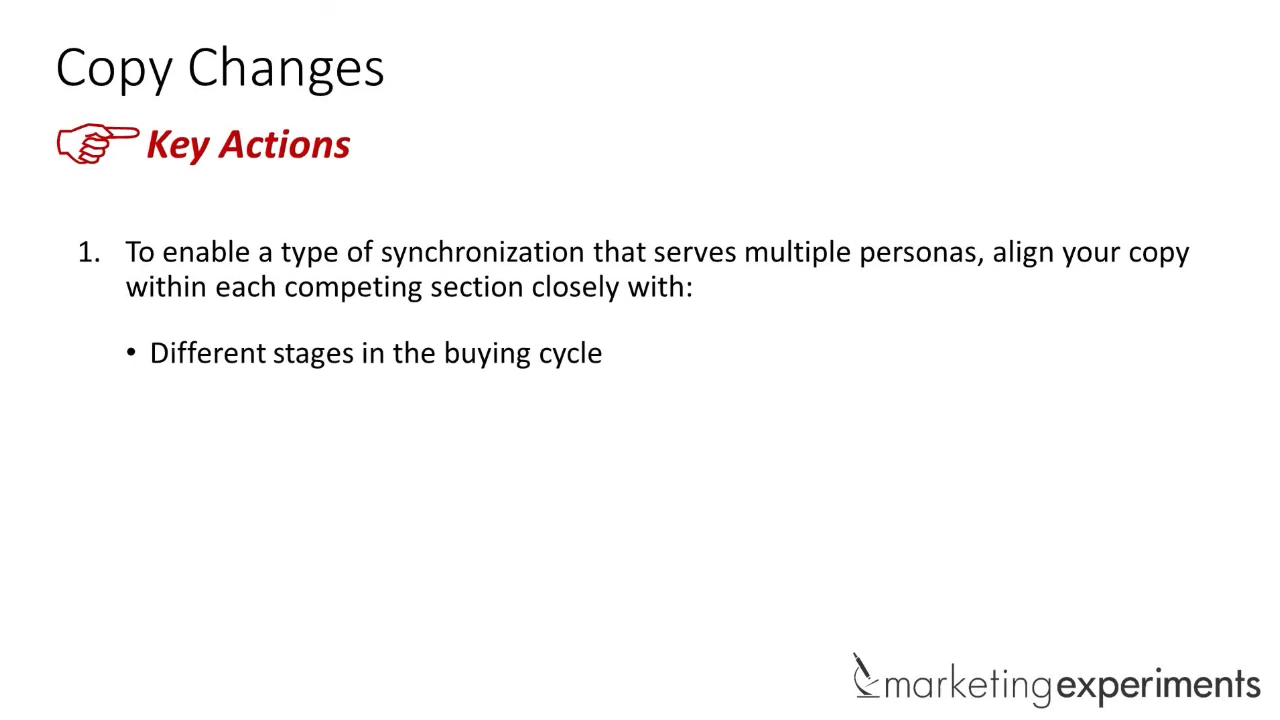 Copy Changes
Key Actions
1. To enable a type of synchronization that serves multiple personas, align your copy
within each competing section closely with:
• Different stages in the buying cycle
marketingexperiments